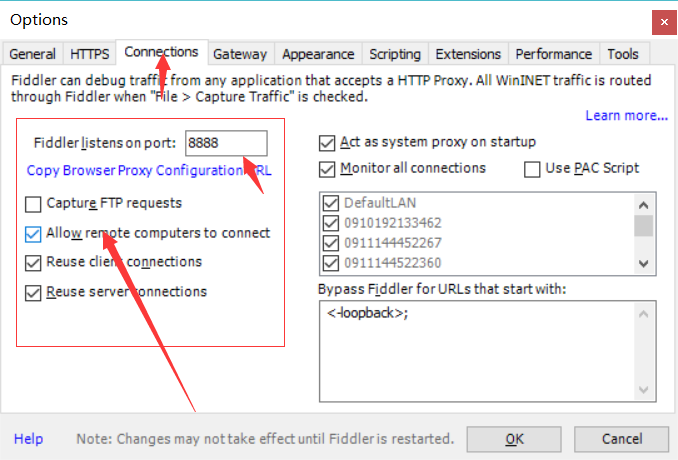 Options
General HTTPS Connections Gateway Appearance Scripting Extensions Performance Tools
Fiddler can debug traffic from any application that accepts a HTTP Proxy. All WinINET traffic is routed
through Fiddler when "File > Capture Traffic" is checked.
Learn more...
Fiddler listens on port: 8888
Copy Browser Proxy Configuration URL
Capture FTP requests
Allow remote computers to connect
Reuse client connections
Reuse server connections
Act as system proxy on startup
Monitor all connections Use PAC Script
DefaultLAN
0910192133462
0911144452267
0911144522360
Bypass Fiddler for URLs that start with:
<-loopback>;
Help Note: Changes may not take effect until Fiddler is restarted. OK Cancel